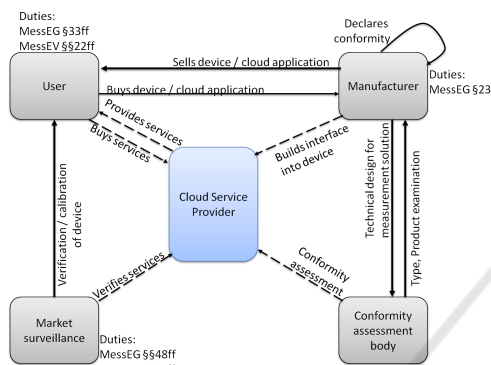 Duties:
MessEG §§33ff
MessEV §§22ff
Declares
conformity
Sells device / cloud application
User
Manufacturer
Duties:
MessEG §23
Buys device / cloud application
Provides services
Buys services
Builds interface
into device
Cloud Service
Provider
Technical design for
measurement solution
Type, Product examination
Verification/ calibration
of device
Verifies services
Conformity
assessment
Market
surveillance
Duties:
MessEG §§48ff
Conformity
assessment
body